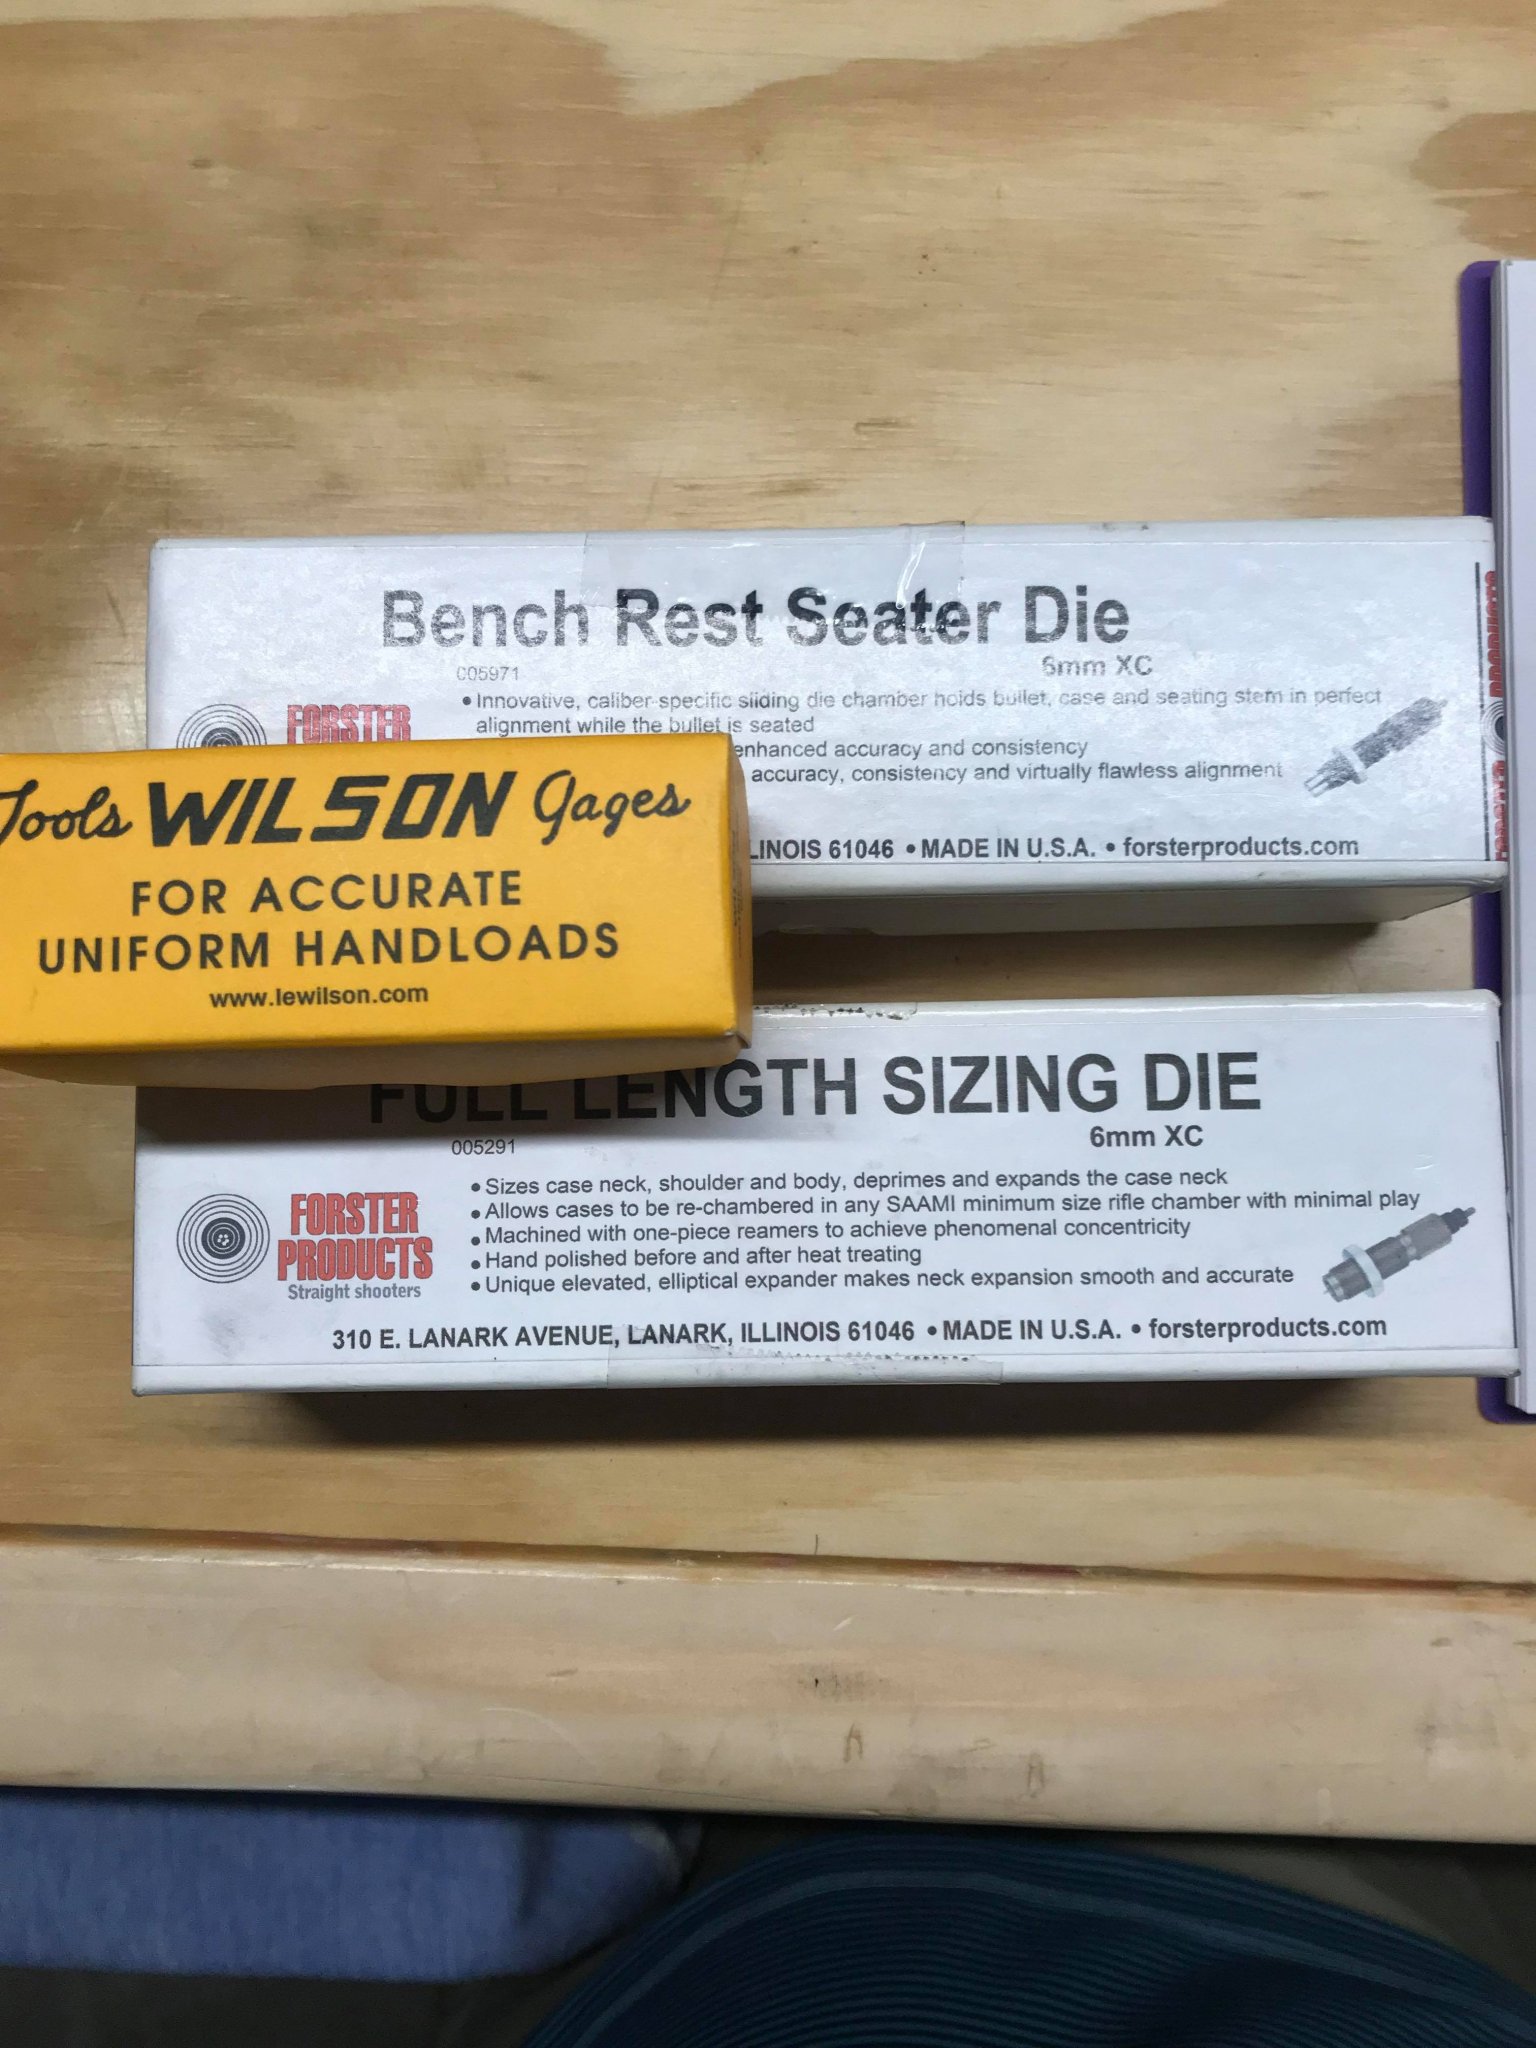 Bench Rest Seater Die
005971
6mm XC
• Innovative, caliber-specific sliding die chamber holds bullet, case and seating stem in perfect
alignment while the bullet is seated
enhanced accuracy and consistency
accuracy, consistency and virtually flawless alignment
FORSTER
LINOIS 61046 • MADE IN U.S.A. • forsterproducts.com
FORSTER PRODUCTS
Tools WILSON Gages
FOR ACCURATE
UNIFORM HANDLOADS
www.lewilson.com
FULL LENGTH SIZING DIE
005291
6mm XC
FORSTER
PRODUCTS
Straight shooters
• Sizes case neck, shoulder and body, deprimes and expands the case neck
• Allows cases to be re-chambered in any SAAMI minimum size rifle chamber with minimal play
• Machined with one-piece reamers to achieve phenomenal concentricity
• Hand polished before and after heat treating
• Unique elevated, elliptical expander makes neck expansion smooth and accurate
310 E. LANARK AVENUE, LANARK, ILLINOIS 61046 • MADE IN U.S.A. • forsterproducts.com